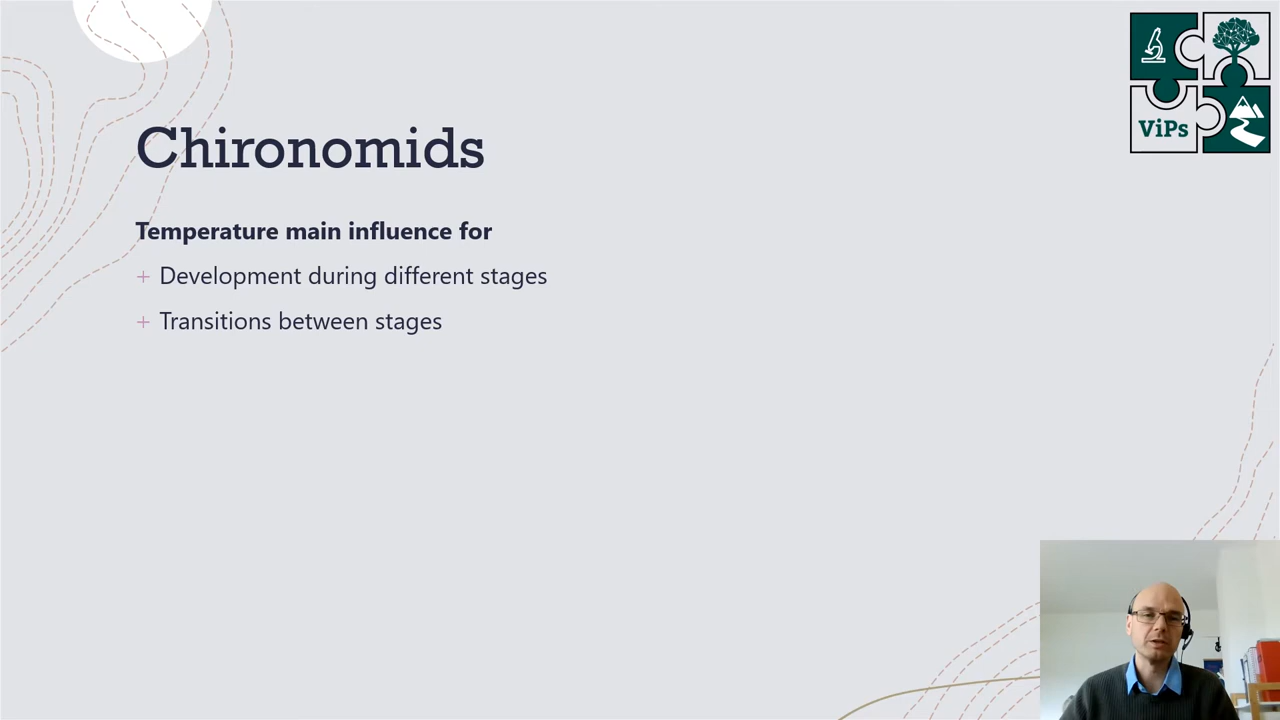 Chironomids
Temperature main influence for
+ Development during different stages
+ Transitions between stages
ViPs